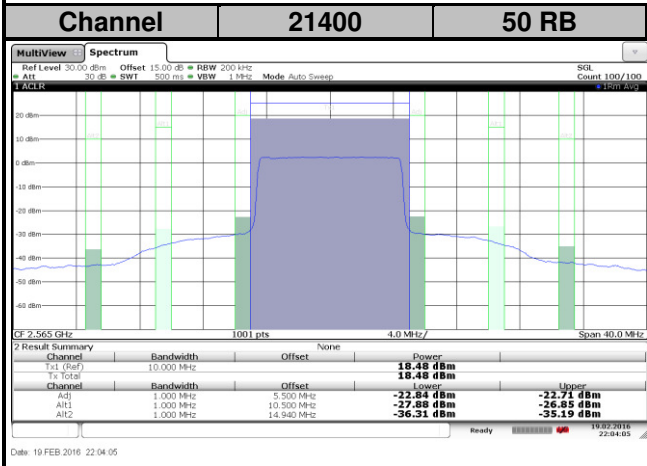 Channel 21400 50 RB
MultiView Spectrum
Ref Level 30.00 dBm Offset 15.00 dB RBW 200 kHz SGL
Att 30 dB SWT 500 ms VBW 1 MHz Mode Auto Sweep Count 100/100
1 ACLR 1Rm Avg
20 dBm
10 dBm
0 dBm
-10 dBm
-20 dBm
-30 dBm
-40 dBm
-50 dBm
-60 dBm
CF 2.565 GHz 1001 pts 4.0 MHz/ Span 40.0 MHz
2 Result Summary None
Channel Bandwidth Offset Power
Tx1 (Ref) 10.000 MHz 18.48 dBm
Tx Total 18.48 dBm
Channel Bandwidth Offset Lower Upper
Adj 1.000 MHz 5.500 MHz -22.84 dBm -22.71 dBm
Alt1 1.000 MHz 10.500 MHz -27.88 dBm -26.85 dBm
Alt2 1.000 MHz 14.940 MHz -36.31 dBm -35.19 dBm
Ready 19.02.2016
22:04:05
Date: 19.FEB.2016 22:04:05